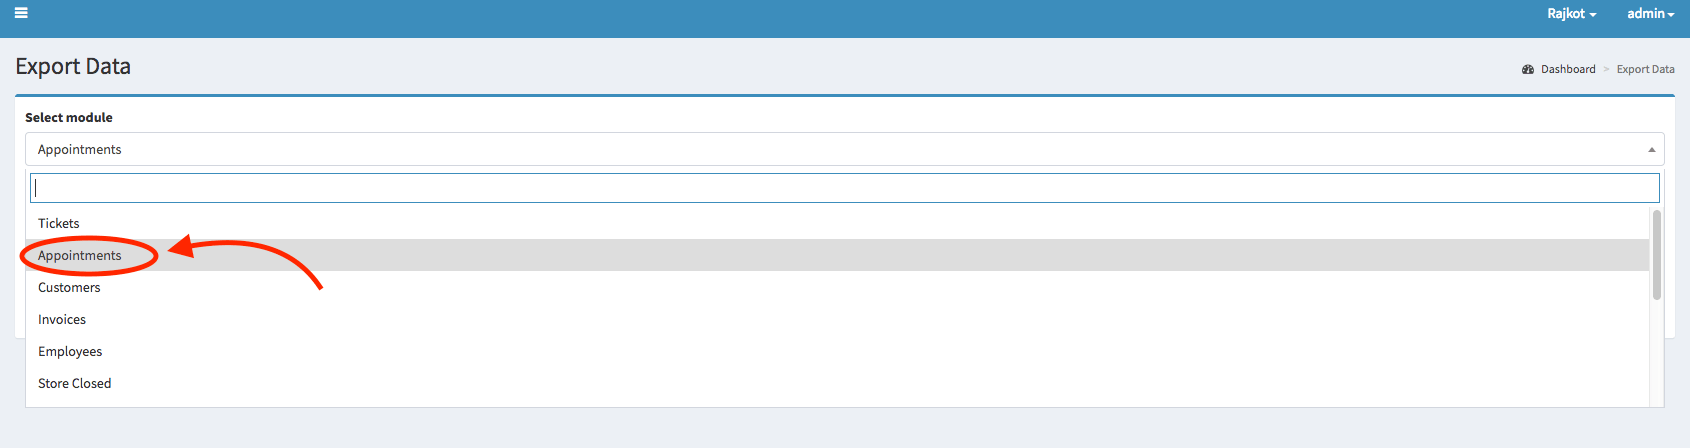 Rajkot admin
Export Data
Dashboard > Export Data
Select module
Appointments
Tickets
Appointments
Customers
Invoices
Employees
Store Closed